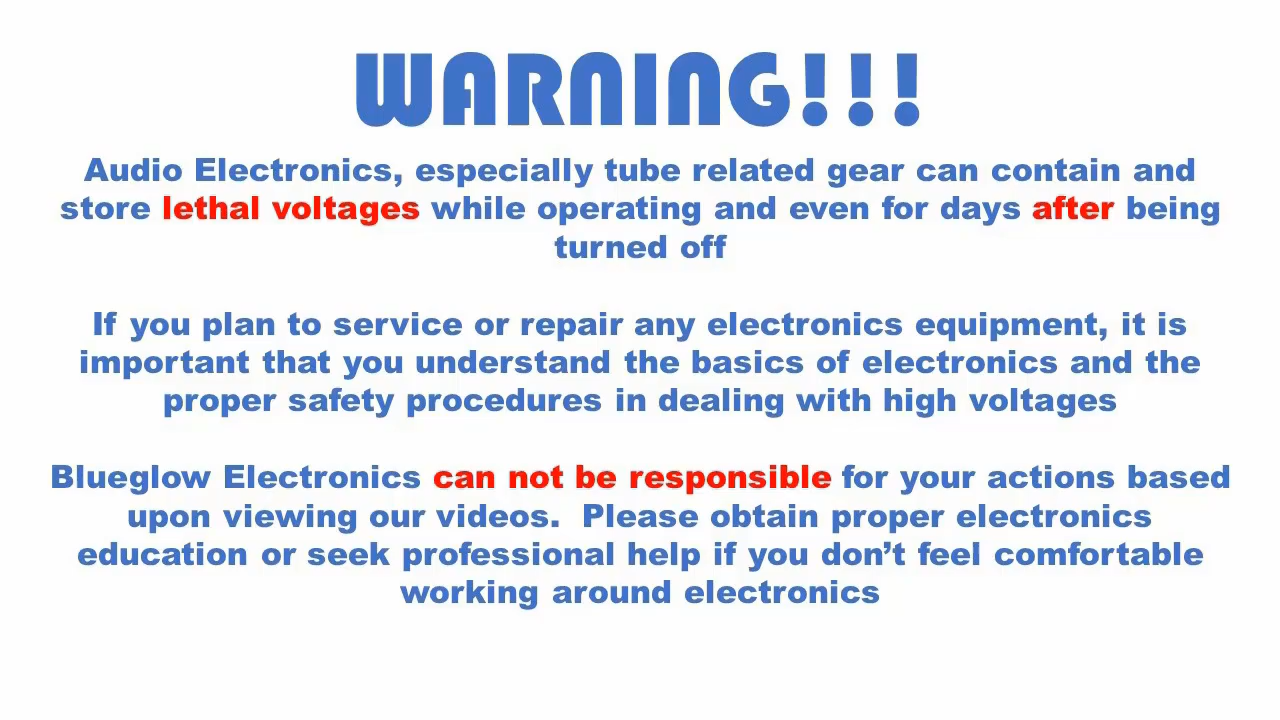 WARNING!!!
Audio Electronics, especially tube related gear can contain and
store lethal voltages while operating and even for days after being
turned off
If you plan to service or repair any electronics equipment, it is
important that you understand the basics of electronics and the
proper safety procedures in dealing with high voltages
Blueglow Electronics can not be responsible for your actions based
upon viewing our videos.  Please obtain proper electronics
education or seek professional help if you don’t feel comfortable
working around electronics